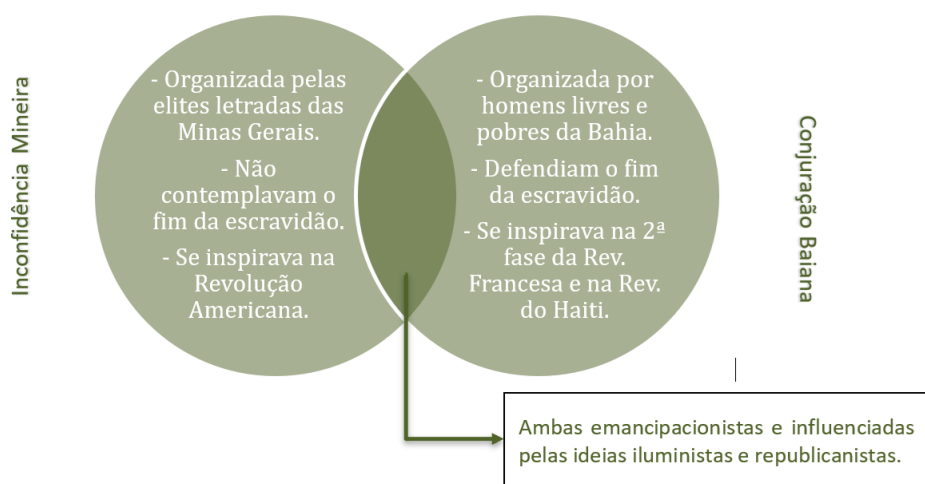 Inconfidência Mineira
- Organizada pelas
elites letradas das
Minas Gerais.
- Não
contemplavam o
fim da escravidão.
- Se inspirava na
Revolução
Americana.
- Organizada por
homens livres e
pobres da Bahia.
- Defendiam o fim
da escravidão.
- Se inspirava na 2ª
fase da Rev.
Francesa e na Rev.
do Haiti.
Conjuração Baiana
Ambas emancipacionistas e influenciadas
pelas ideias iluministas e republicanistas.